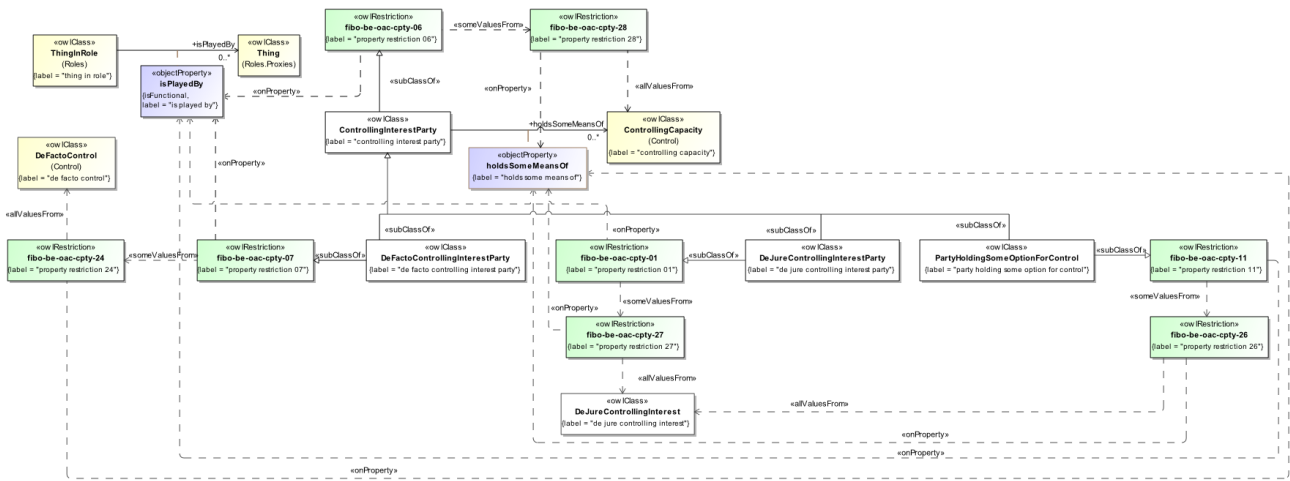 «owlRestriction»
fibo-be-oac-cpty-06
{label = "property restriction 06"}
«someValuesFrom»
«owlRestriction»
fibo-be-oac-cpty-28
{label = "property restriction 28"}
«owlClass»
ThingInRole
(Roles)
{label = "thing in role"}
+isPlayedBy
0..*
«owlClass»
Thing
(Roles.Proxies)
«objectProperty»
isPlayedBy
{isFunctional,
label = "is played by"}
«onProperty»
«subClassOf»
«onProperty»
«allValuesFrom»
«owlClass»
ControllingInterestParty
{label = "controlling interest party"}
+holdsSomeMeansOf
0..*
«owlClass»
ControllingCapacity
(Control)
{label = "controlling capacity"}
«owlClass»
DeFactoControl
(Control)
{label = "de facto control"}
«onProperty»
«objectProperty»
holdsSomeMeansOf
{label = "holds some means of"}
«allValuesFrom»
«subClassOf»
«onProperty»
«subClassOf»
«subClassOf»
«owlRestriction»
fibo-be-oac-cpty-24
{label = "property restriction 24"}
«someValuesFrom»
«owlRestriction»
fibo-be-oac-cpty-07
{label = "property restriction 07"}
«subClassOf»
«owlClass»
DeFactoControllingInterestParty
{label = "de facto controlling interest party"}
«owlRestriction»
fibo-be-oac-cpty-01
{label = "property restriction 01"}
«subClassOf»
«owlClass»
DeJureControllingInterestParty
{label = "de jure controlling interest party"}
«owlClass»
PartyHoldingSomeOptionForControl
{label = "party holding some option for control"}
«subClassOf»
«owlRestriction»
fibo-be-oac-cpty-11
{label = "property restriction 11"}
«someValuesFrom»
«someValuesFrom»
«onProperty»
«owlRestriction»
fibo-be-oac-cpty-27
{label = "property restriction 27"}
«owlRestriction»
fibo-be-oac-cpty-26
{label = "property restriction 26"}
«allValuesFrom»
«owlClass»
DeJureControllingInterest
{label = "de jure controlling interest"}
«allValuesFrom»
«onProperty»
«onProperty»
«onProperty»